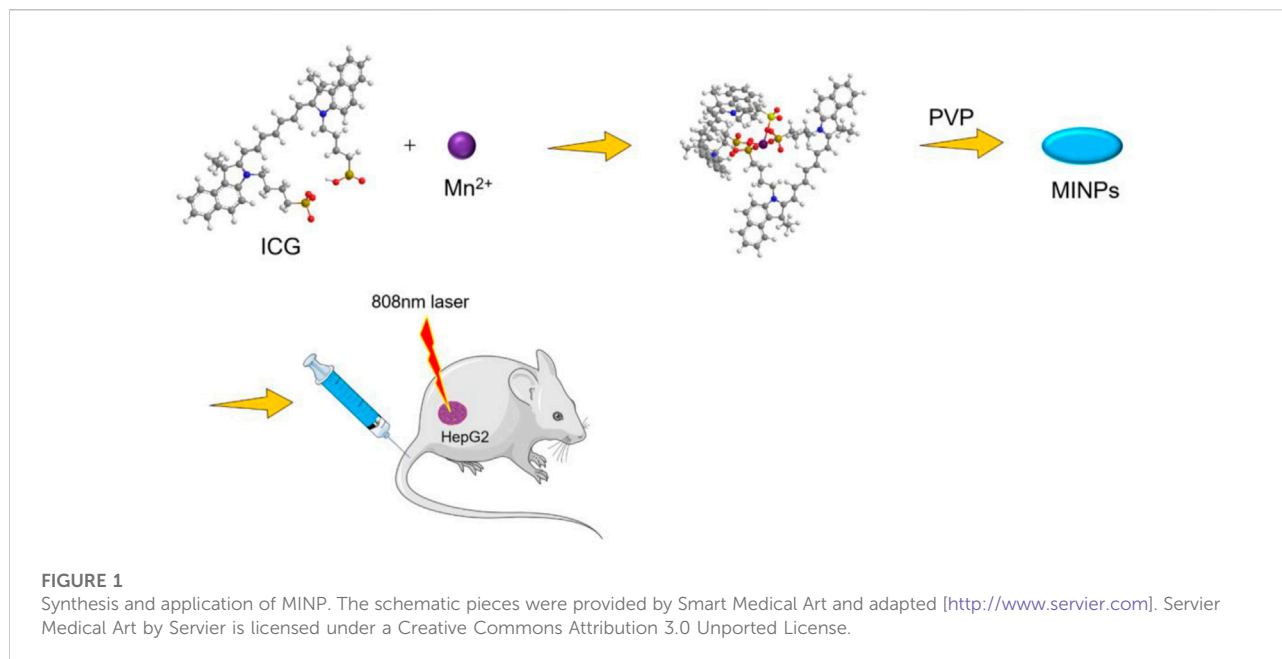 ICG
+
Mn²⁺
PVP
MINPs
808nm laser
HepG2
FIGURE 1
Synthesis and application of MINP. The schematic pieces were provided by Smart Medical Art and adapted [http://www.servier.com]. Servier
Medical Art by Servier is licensed under a Creative Commons Attribution 3.0 Unported License.